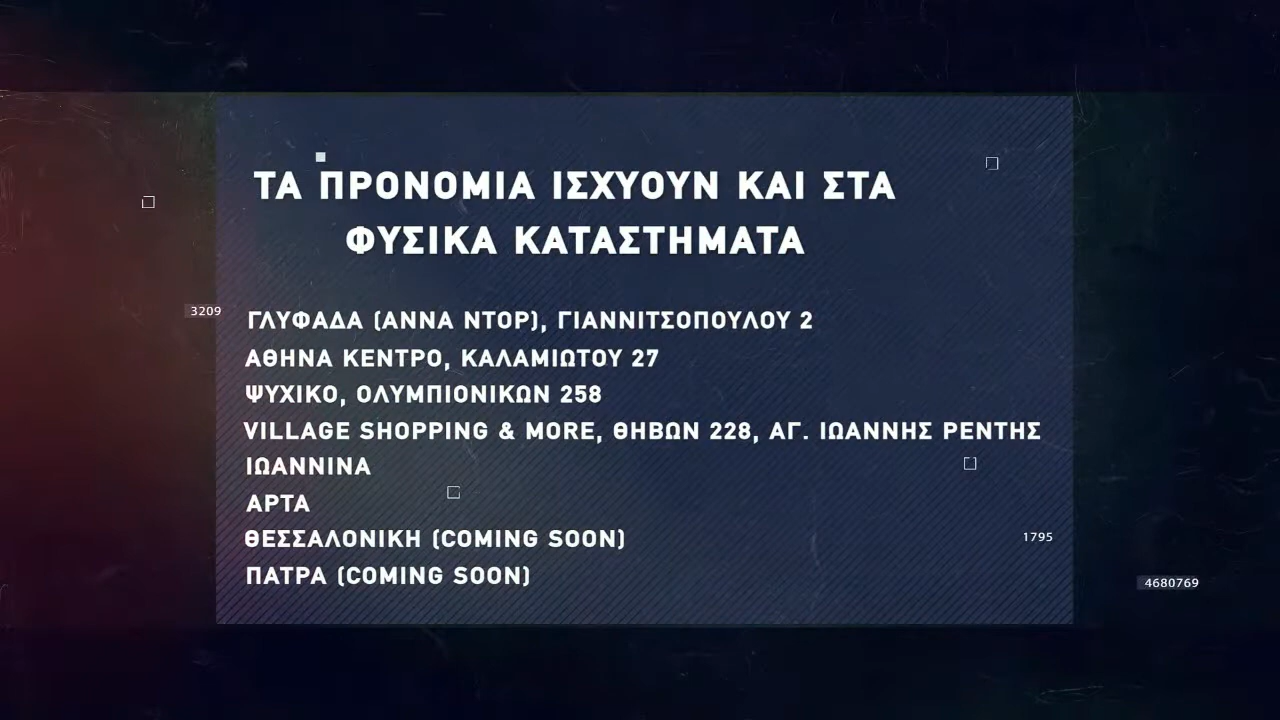 ΤΑ ΠΡΟΝΟΜΙΑ ΙΣΧΥΟΥΝ ΚΑΙ ΣΤΑ
ΦΥΣΙΚΑ ΚΑΤΑΣΤΗΜΑΤΑ
3209
ΓΛΥΦΑΔΑ (ΑΝΝΑ ΝΤΟΡ), ΓΙΑΝΝΙΤΣΟΠΟΥΛΟΥ 2
ΑΘΗΝΑ ΚΕΝΤΡΟ, ΚΑΛΑΜΙΩΤΟΥ 27
ΨΥΧΙΚΟ, ΟΛΥΜΠΙΟΝΙΚΩΝ 258
VILLAGE SHOPPING & MORE, ΘΗΒΩΝ 228, ΑΓ. ΙΩΑΝΝΗΣ ΡΕΝΤΗΣ
ΙΩΑΝΝΙΝΑ
ΑΡΤΑ
ΘΕΣΣΑΛΟΝΙΚΗ (COMING SOON)
1795
ΠΑΤΡΑ (COMING SOON)
4680769